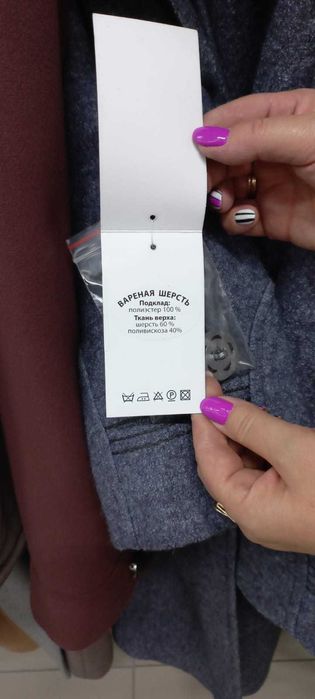 ВАРЕНАЯ ШЕРСТЬ
Подклад:
полиэстер 100 %
Ткань верха:
шерсть 60 %
поливискоза 40%